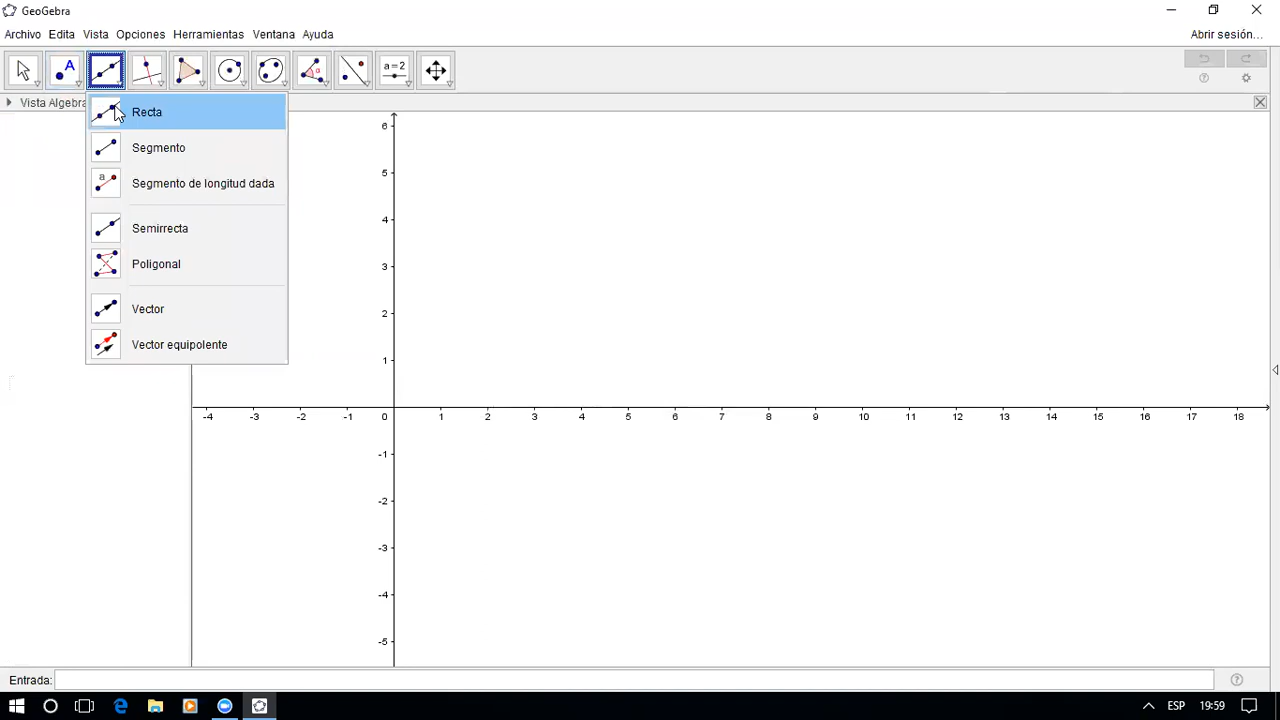 GeoGebra
Archivo Edita Vista Opciones Herramientas Ventana Ayuda
Abrir sesión...
A
α
a=2
Vista Algebra
Recta
Segmento
a
Segmento de longitud dada
Semirrecta
Poligonal
Vector
Vector equipolente
6
5
4
3
2
1
-4 -3 -2 -1 0 1 2 3 4 5 6 7 8 9 10 11 12 13 14 15 16 17 18
-1
-2
-3
-4
-5
Entrada:
ESP 19:59